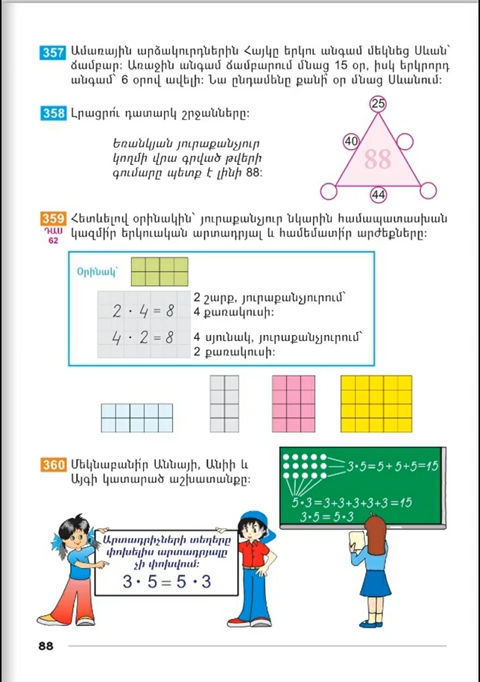 357 Ամառային արձակուրդներին Հայկը երկու անգամ մեկնեց Սևան՝
ճամբար։ Առաջին անգամ ճամբարում մնաց 15 օր, իսկ երկրորդ
անգամ՝ 6 օրով ավելի։ Նա ընդամենը քանի՞ օր մնաց Սևանում։
358 Լրացրո՛ւ դատարկ շրջանները։
Եռանկյան յուրաքանչյուր
կողմի վրա գրված թվերի
գումարը պետք է լինի 88։
25
40
88
44
359 Հետևելով օրինակին՝ յուրաքանչյուր նկարին համապատասխան
ԴԱՍ
62
կազմի՛ր երկուական արտադրյալ և համեմատի՛ր արժեքները։
Օրինակ՝
2 · 4 = 8
2 շարք, յուրաքանչյուրում՝
4 քառակուսի։
4 · 2 = 8
4 սյունակ, յուրաքանչյուրում՝
2 քառակուսի։
360 Մեկնաբանի՛ր Աննայի, Անիի և
Այգի կատարած աշխատանքը։
3·5=5+5+5=15
5·3=3+3+3+3+3=15
3·5=5·3
Արտադրիչների տեղերը
փոխելիս արտադրյալը
չի փոխվում։
3 · 5 = 5 · 3
88